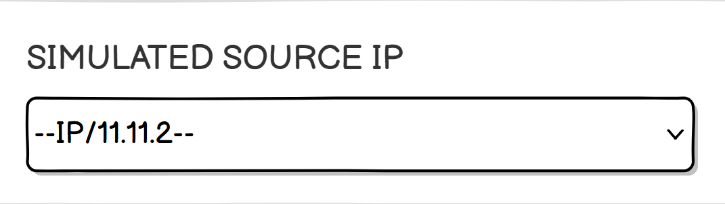 SIMULATED SOURCE IP
--IP/11.11.2--